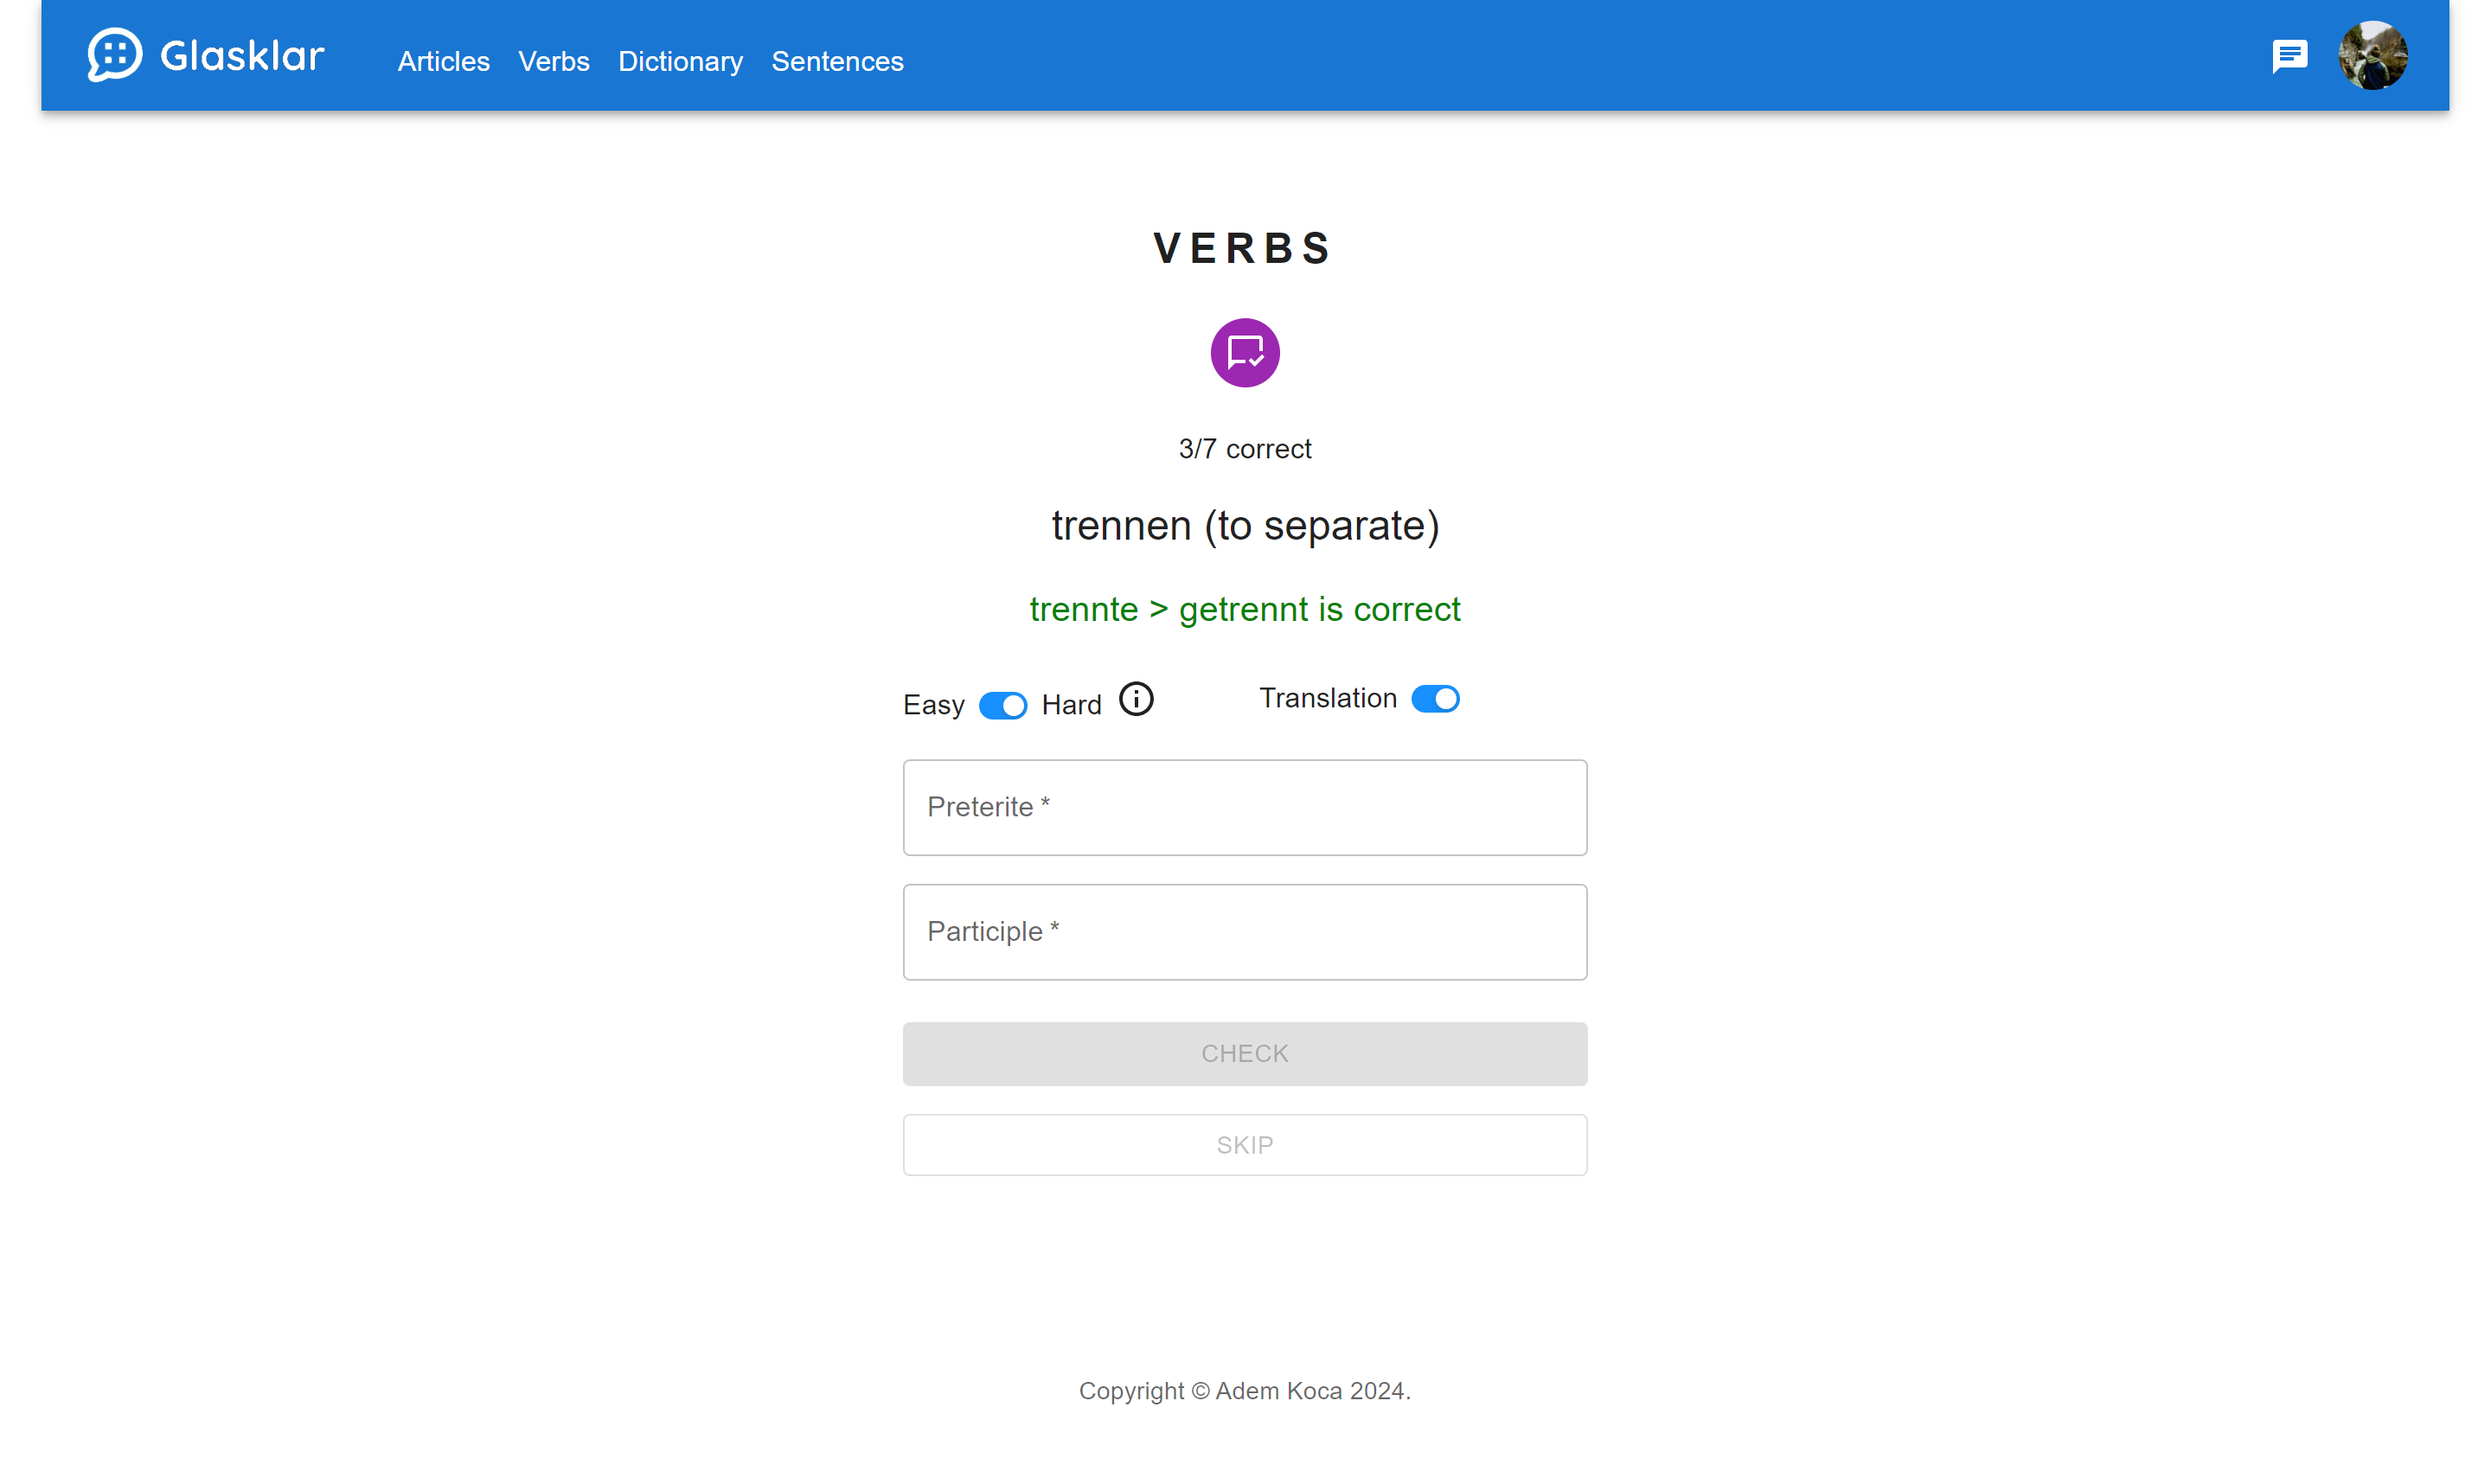 Glasklar Articles Verbs Dictionary Sentences
VERBS
3/7 correct
trennen (to separate)
trennte > getrennt is correct
Easy Hard Translation
Preterite *
Participle *
CHECK
SKIP
Copyright © Adem Koca 2024.